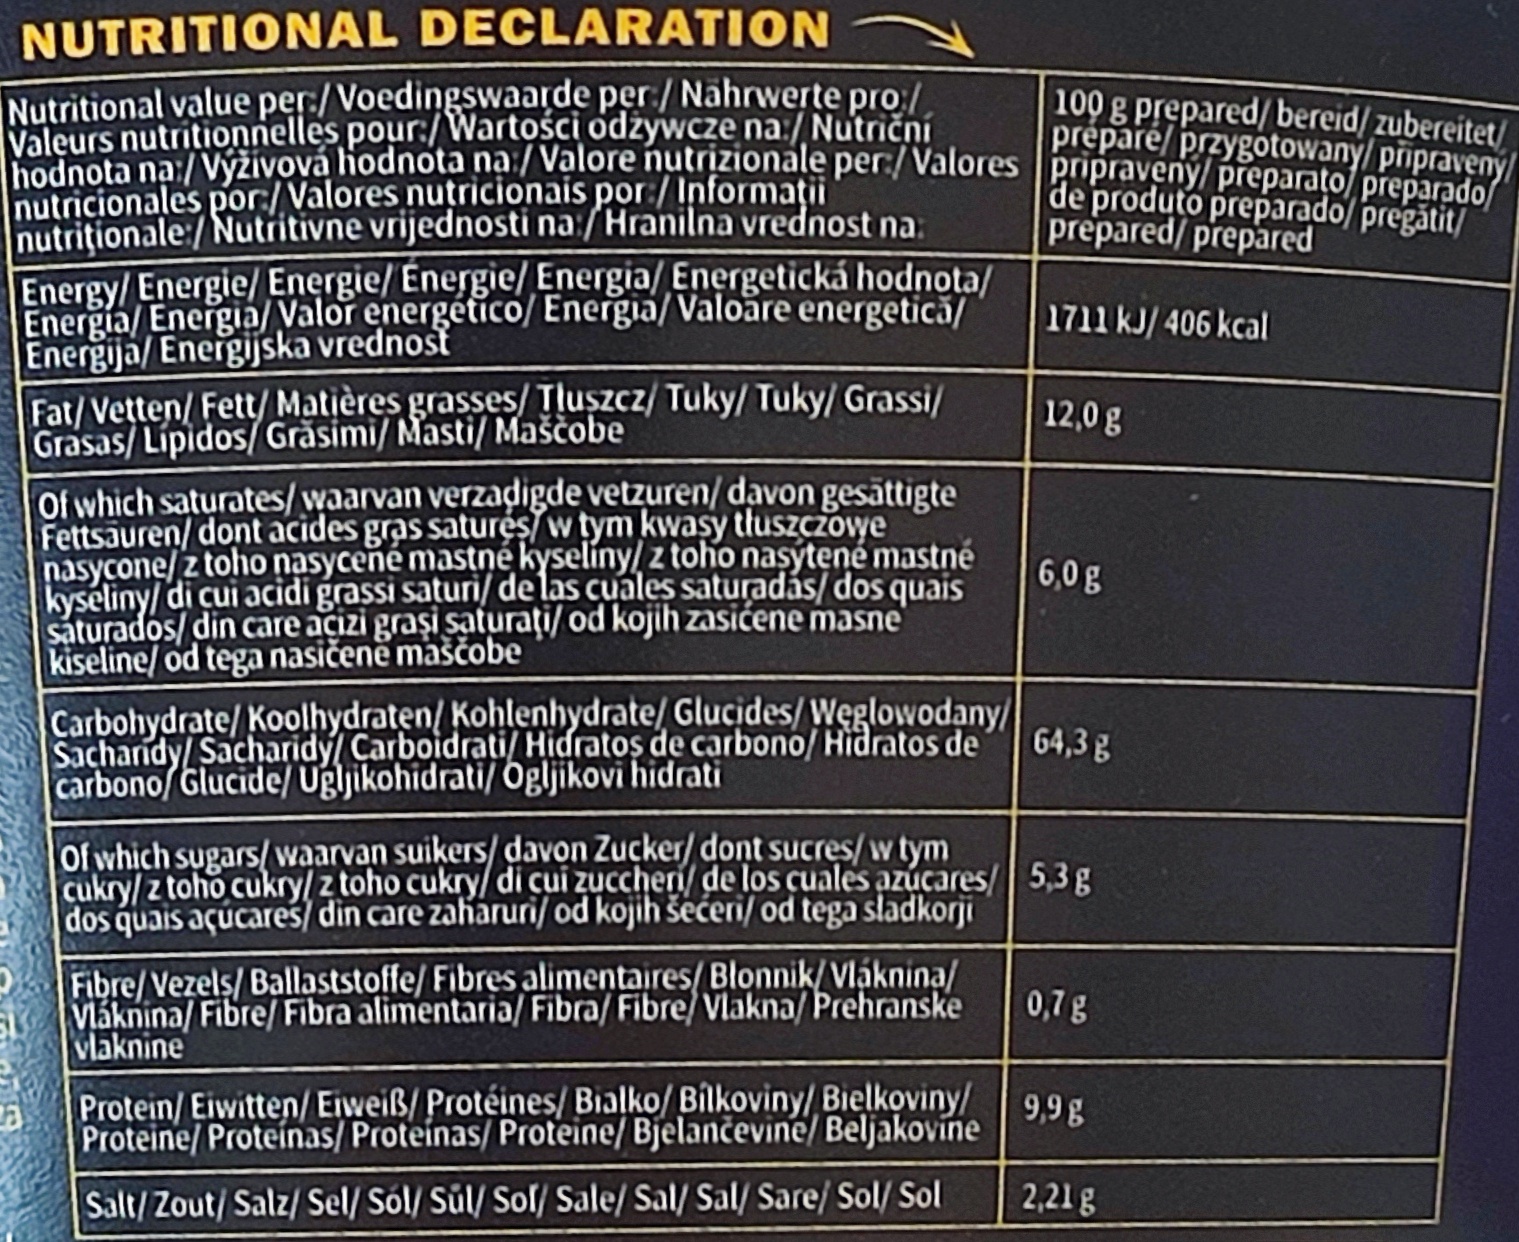 NUTRITIONAL DECLARATION
Nutritional value per:/ Voedingswaarde per:/ Nährwerte pro:/
Valeurs nutritionnelles pour:/ Wartości odżywcze na:/ Nutriční
hodnota na:/ Výživová hodnota na:/ Valore nutrizionale per:/ Valores
nutricionales por:/ Valores nutricionais por:/ Informații
nutriționale:/ Nutritivne vrijednosti na:/ Hranilna vrednost na:
100 g prepared/ bereid/ zubereitet/
préparé/ przygotowany/ připravený/
pripravený/ preparato/ preparado/
de produto preparado/ pregătit/
prepared/ prepared
Energy/ Energie/ Energie/ Énergie/ Energia/ Energetická hodnota/
Energia/ Energia/ Valor energético/ Energia/ Valoare energetică/
Energija/ Energijska vrednost
1711 kJ/ 406 kcal
Fat/ Vetten/ Fett/ Matières grasses/ Tłuszcz/ Tuky/ Tuky/ Grassi/
Grasas/ Lípidos/ Grăsimi/ Masti/ Maščobe
12,0 g
Of which saturates/ waarvan verzadigde vetzuren/ davon gesättigte
Fettsäuren/ dont acides gras saturés/ w tym kwasy tłuszczowe
nasycone/ z toho nasycené mastné kyseliny/ z toho nasýtené mastné
kyseliny/ di cui acidi grassi saturi/ de las cuales saturadas/ dos quais
saturados/ din care acizi grași saturați/ od kojih zasićene masne
kiseline/ od tega nasičene maščobe
6,0 g
Carbohydrate/ Koolhydraten/ Kohlenhydrate/ Glucides/ Węglowodany/
Sacharidy/ Sacharidy/ Carboidrati/ Hidratos de carbono/ Hidratos de
carbono/ Glucide/ Ugljikohidrati/ Ogljikovi hidrati
64,3 g
Of which sugars/ waarvan suikers/ davon Zucker/ dont sucres/ w tym
cukry/ z toho cukry/ z toho cukry/ di cui zuccheri/ de los cuales azúcares/
dos quais açúcares/ din care zaharuri/ od kojih šećeri/ od tega sladkorji
5,3 g
Fibre/ Vezels/ Ballaststoffe/ Fibres alimentaires/ Błonnik/ Vláknina/
Vláknina/ Fibre/ Fibra alimentaria/ Fibra/ Fibre/ Vlakna/ Prehranske
vlaknine
0,7 g
Protein/ Eiwitten/ Eiweiß/ Protéines/ Białko/ Bílkoviny/ Bielkoviny/
Proteine/ Proteínas/ Proteínas/ Proteine/ Bjelančevine/ Beljakovine
9,9 g
Salt/ Zout/ Salz/ Sel/ Sól/ Sůl/ Soľ/ Sale/ Sal/ Sal/ Sare/ Sol/ Sol
2,21 g